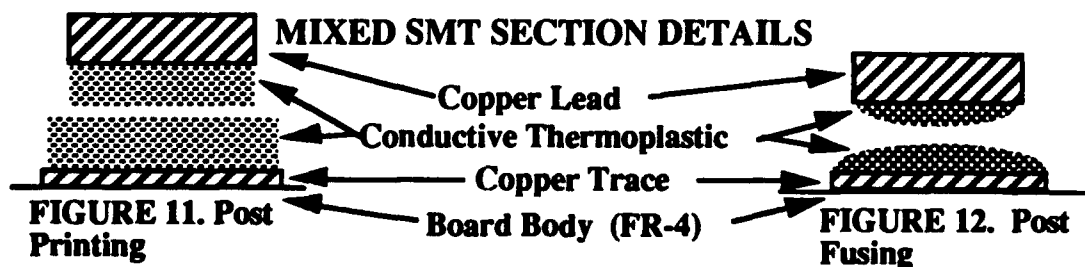 MIXED SMT SECTION DETAILS
Copper Lead
Conductive Thermoplastic
Copper Trace
Board Body (FR-4)
FIGURE 11. Post
Printing
FIGURE 12. Post
Fusing